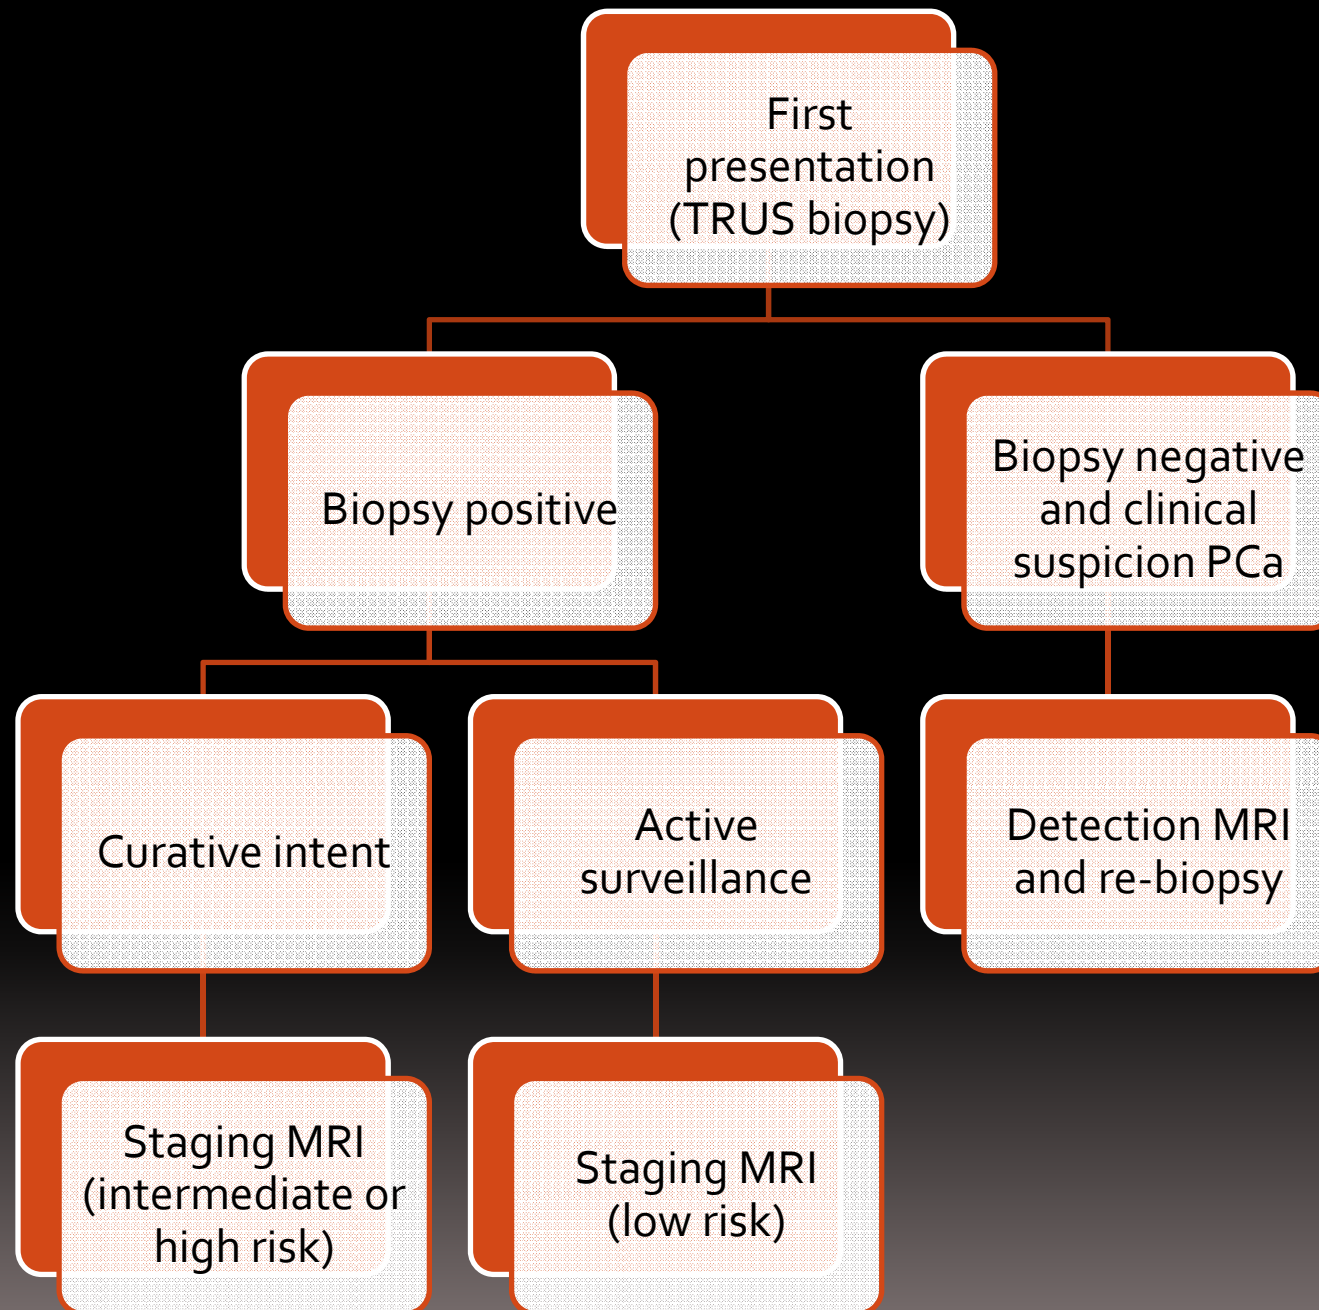 First
presentation
(TRUS biopsy)
Biopsy positive
Biopsy negative
and clinical
suspicion PCa
Curative intent
Active
surveillance
Detection MRI
and re-biopsy
Staging MRI
(intermediate or
high risk)
Staging MRI
(low risk)